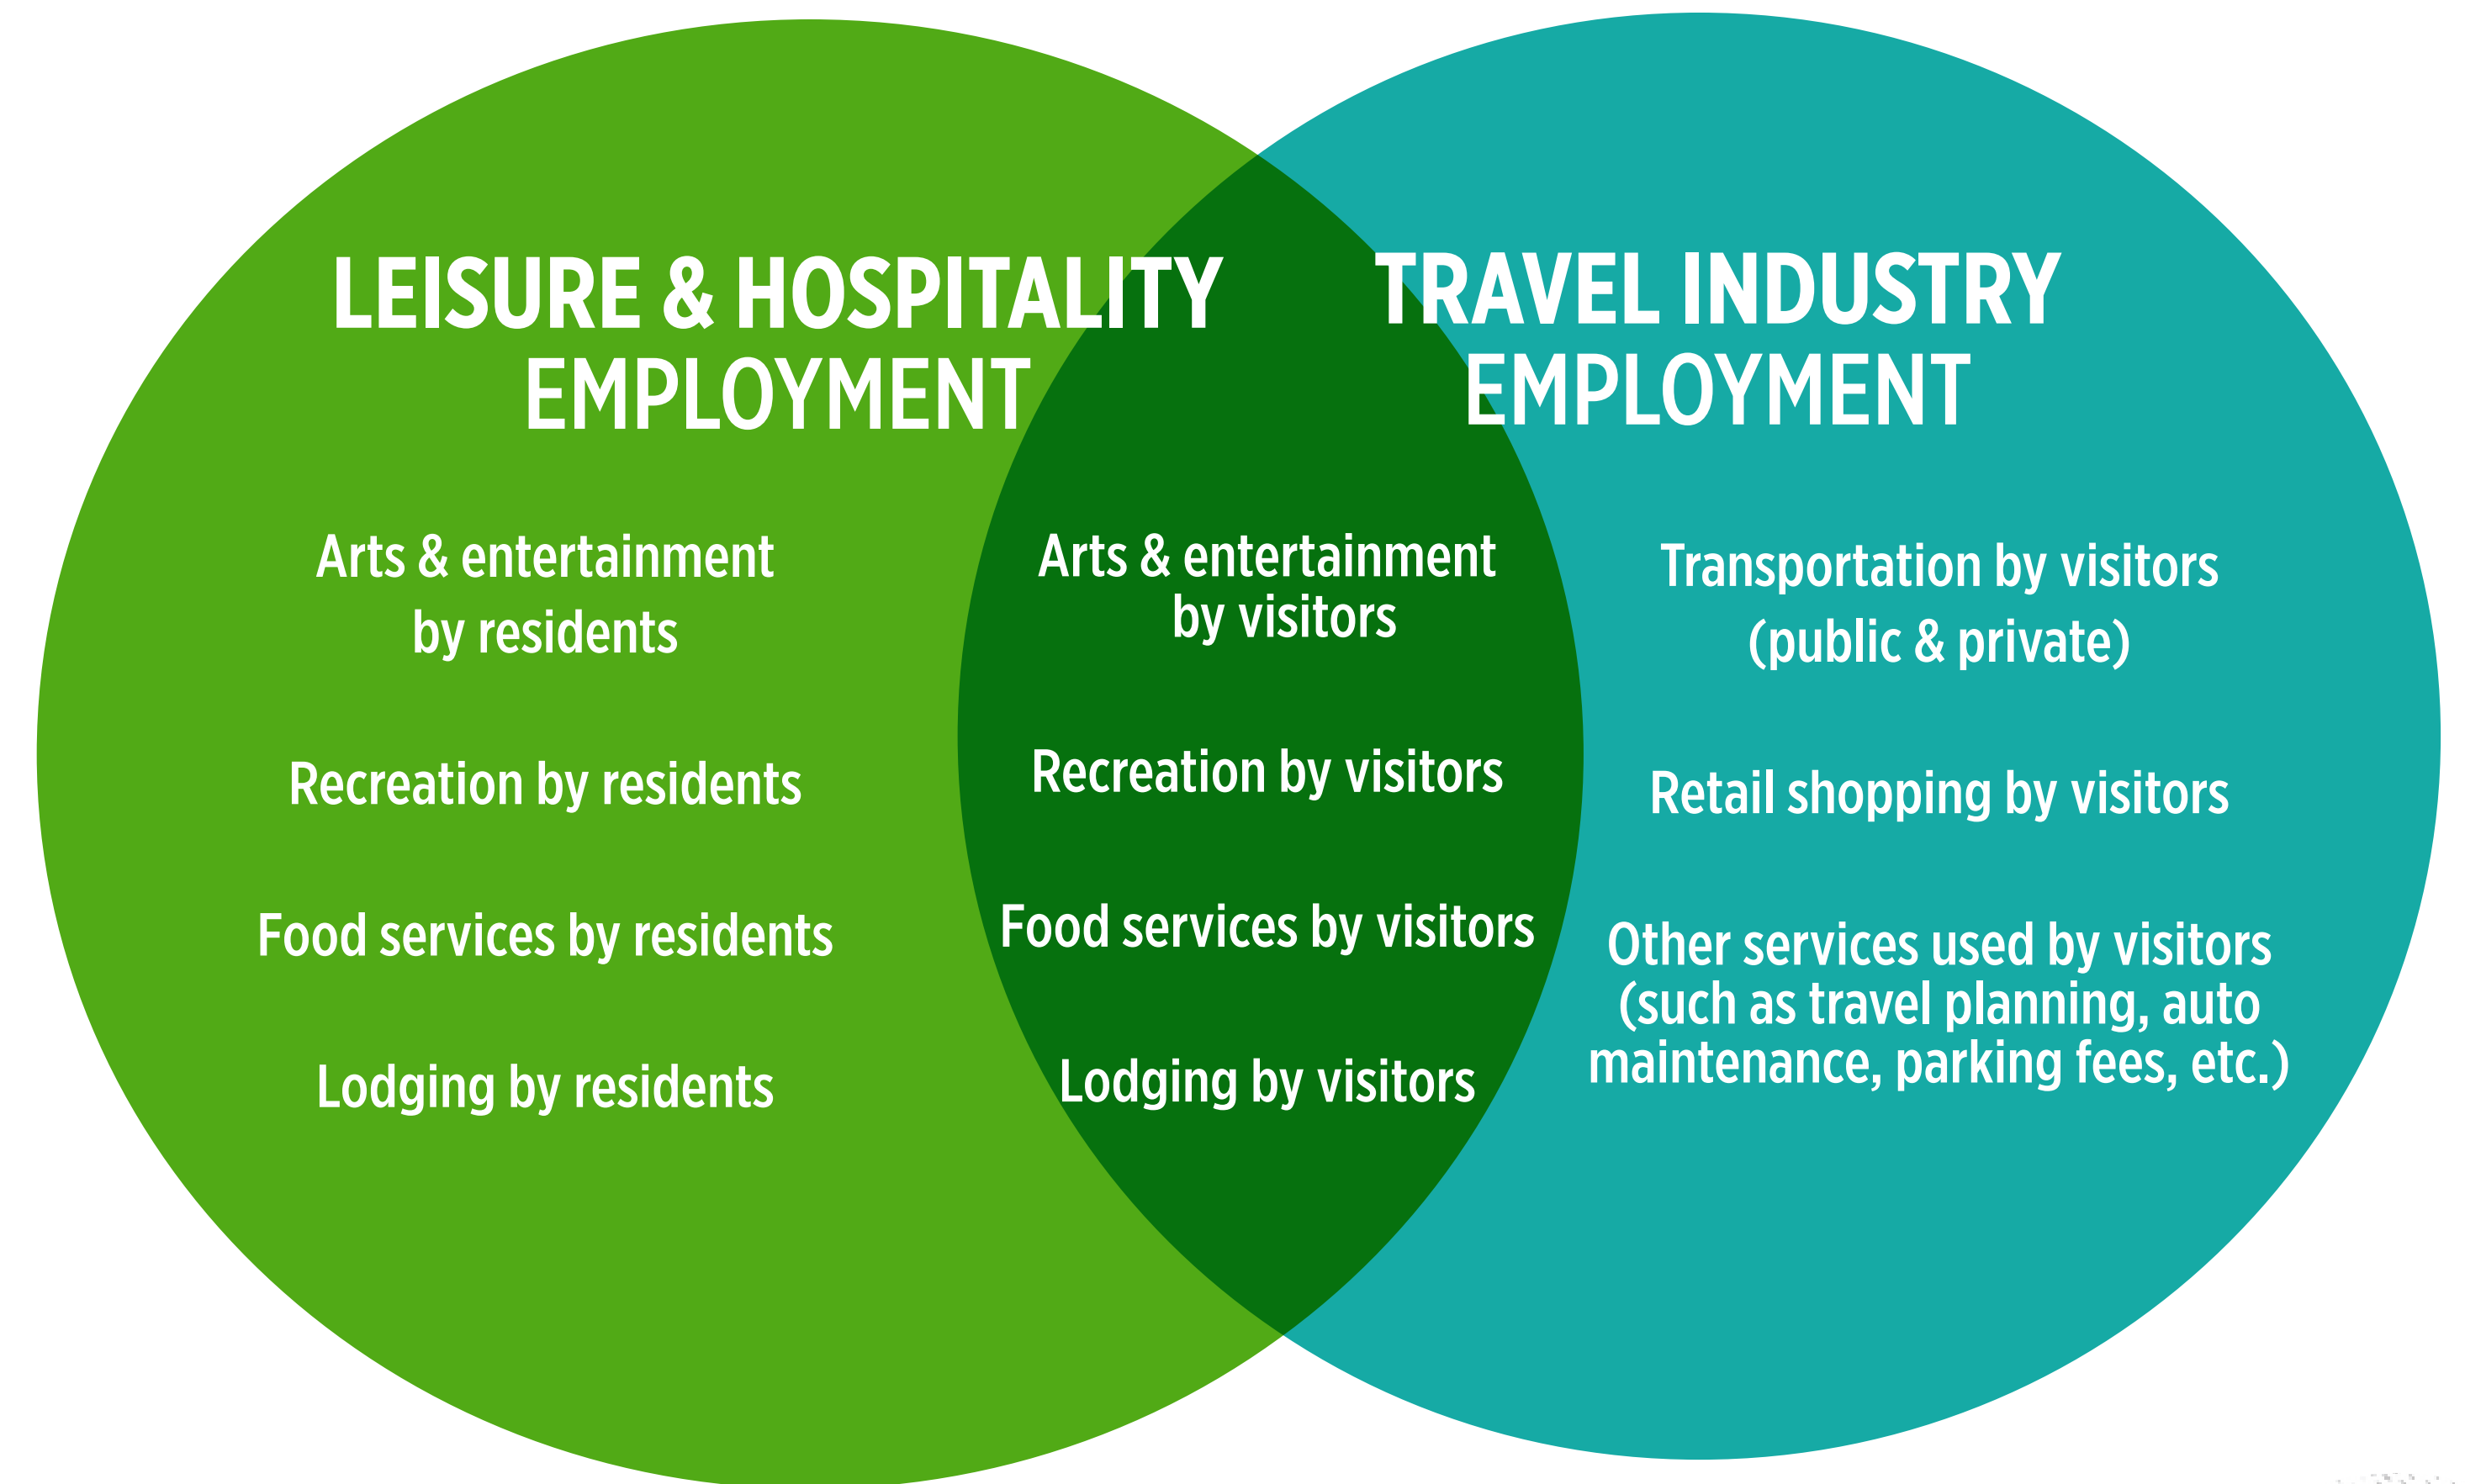 LEISURE & HOSPITALITY
EMPLOYMENT
Arts & entertainment
by residents
Recreation by residents
Food services by residents
Lodging by residents
Arts & entertainment
by visitors
Recreation by visitors
Food services by visitors
Lodging by visitors
TRAVEL INDUSTRY
EMPLOYMENT
Transportation by visitors
(public & private)
Retail shopping by visitors
Other services used by visitors
(such as travel planning, auto
maintenance, parking fees, etc.)